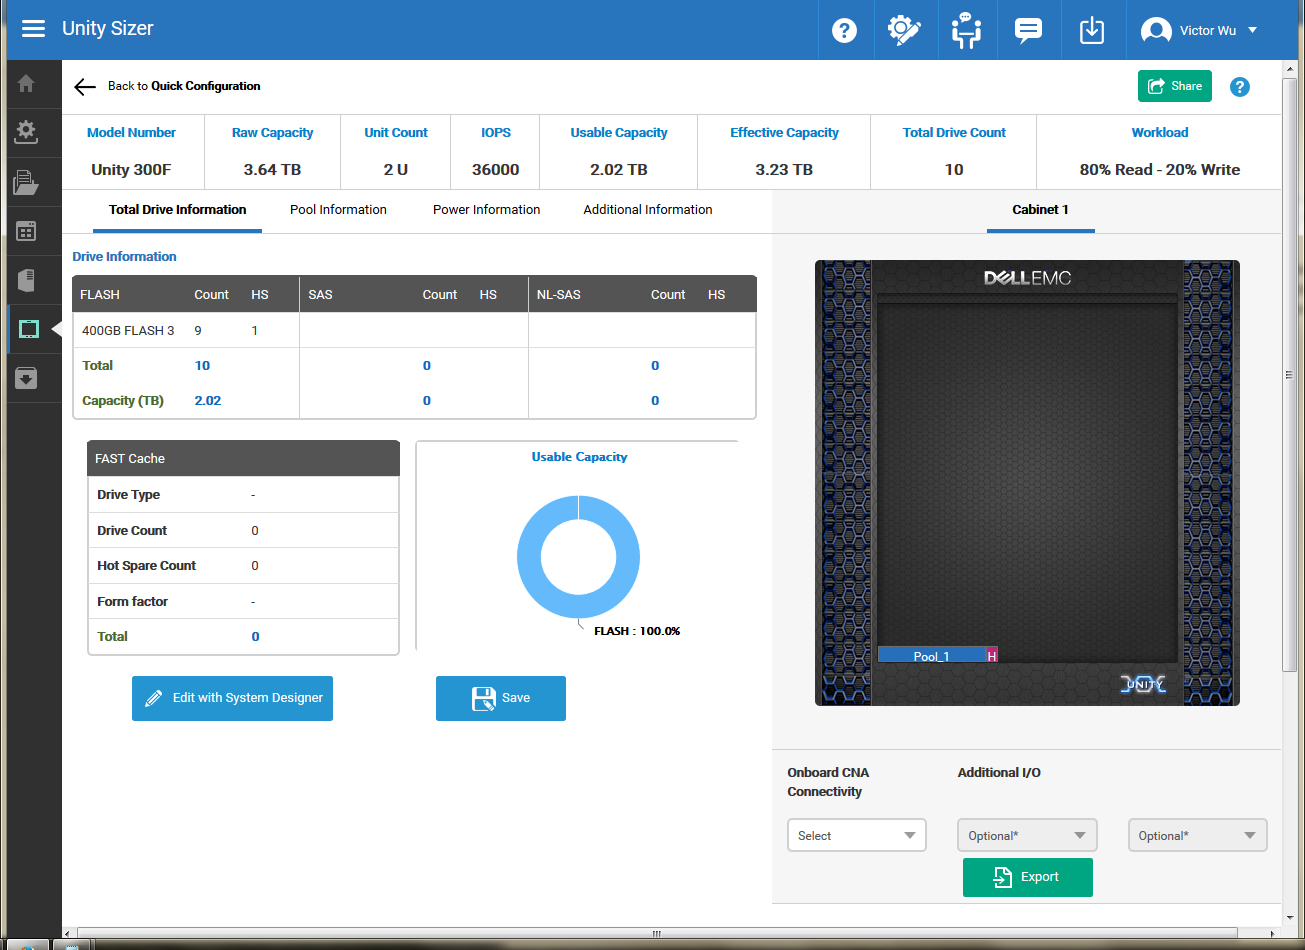 Unity Sizer
Victor Wu
Back to Quick Configuration
Share
Model Number Raw Capacity Unit Count IOPS Usable Capacity Effective Capacity Total Drive Count Workload
Unity 300F 3.64 TB 2 U 36000 2.02 TB 3.23 TB 10 80% Read - 20% Write
Total Drive Information Pool Information Power Information Additional Information Cabinet 1
Drive Information
FLASH Count HS SAS Count HS NL-SAS Count HS
400GB FLASH 3 9 1
Total 10 0 0
Capacity (TB) 2.02 0 0
FAST Cache
Drive Type -
Drive Count 0
Hot Spare Count 0
Form factor -
Total 0
Usable Capacity
FLASH : 100.0%
Edit with System Designer
Save
DELLEMC
Pool_1 H
UNITY
Onboard CNA
Connectivity
Additional I/O
Select Optional* Optional*
Export